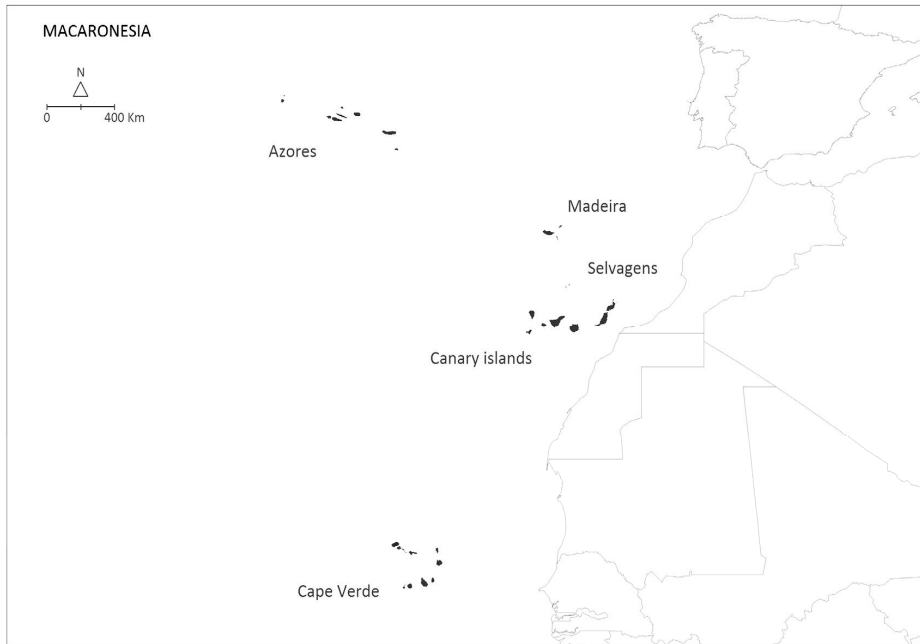 MACARONESIA
N
0 400 Km
Azores
Madeira
Selvagens
Canary islands
Cape Verde